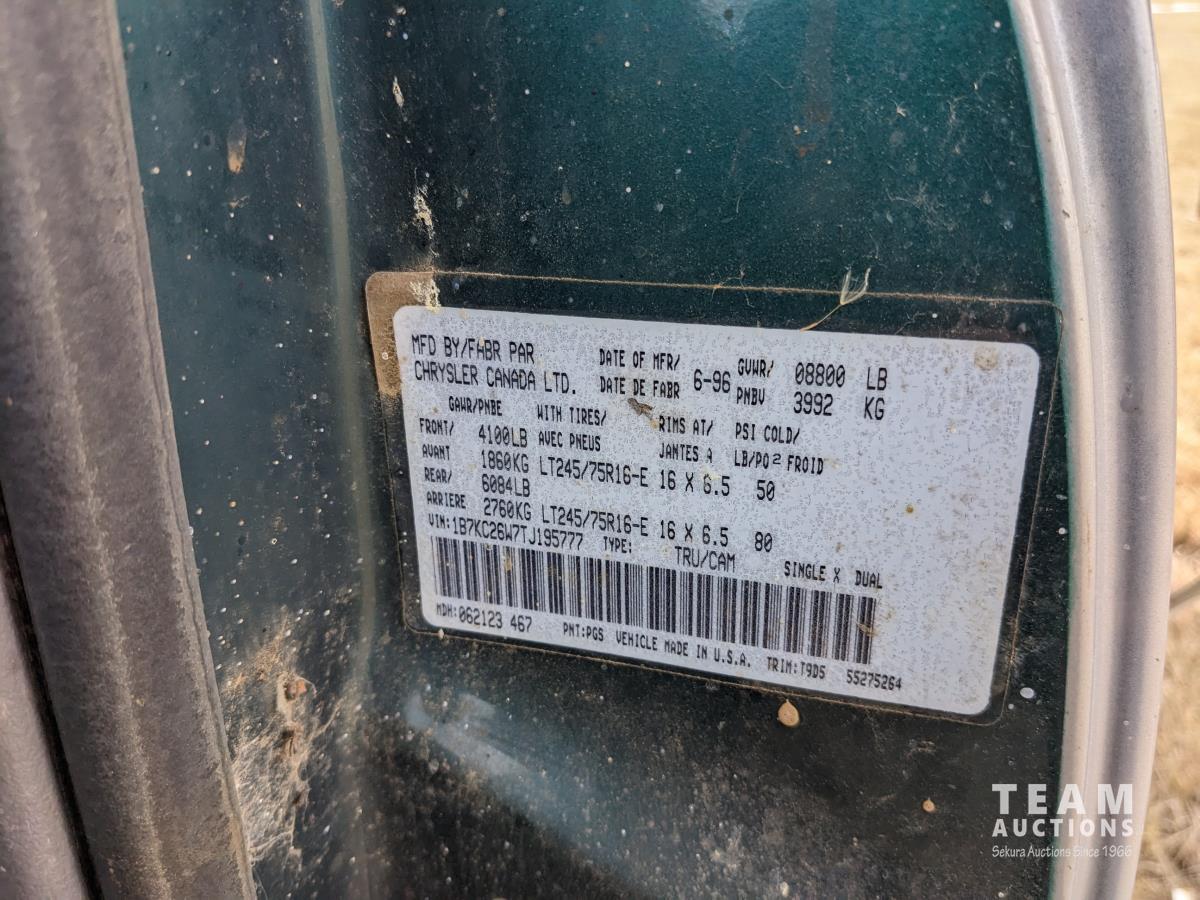 MFD BY/FABR PAR
CHRYSLER CANADA LTD.
DATE OF MFR/
DATE DE FABR
6-96
GVWR/ 08800 LB
PNBV 3992 KG
GAWR/PNBE WITH TIRES/ RIMS AT/ PSI COLD/
FRONT/ 4100LB AVEC PNEUS JANTES A LB/PO² FROID
AVANT 1860KG LT245/75R16-E 16 X 6.5 50
REAR/ 6084LB
ARRIERE 2760KG LT245/75R16-E 16 X 6.5 80
VIN:1B7KC26W7TJ195777 TYPE: TRU/CAM SINGLE X DUAL
MDH:062123 467 PNT:PGS VEHICLE MADE IN U.S.A. TRIM:T9D5 55275264
TEAM
AUCTIONS
Sekura Auctions Since 1966